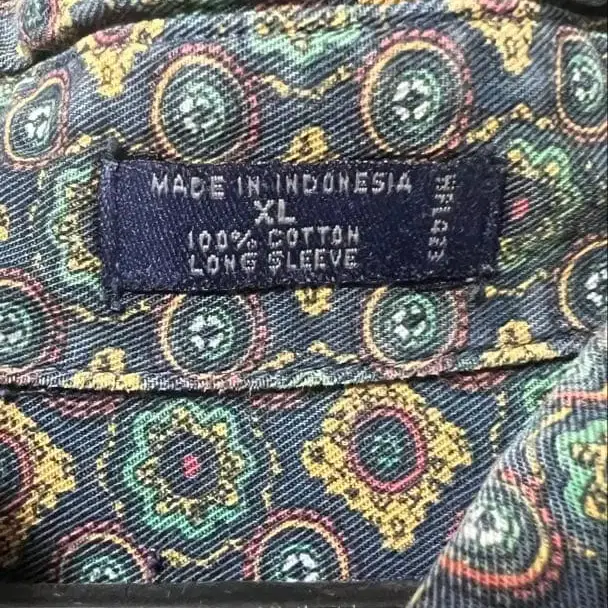 MADE IN INDONESIA
XL
100% COTTON
LONG SLEEVE